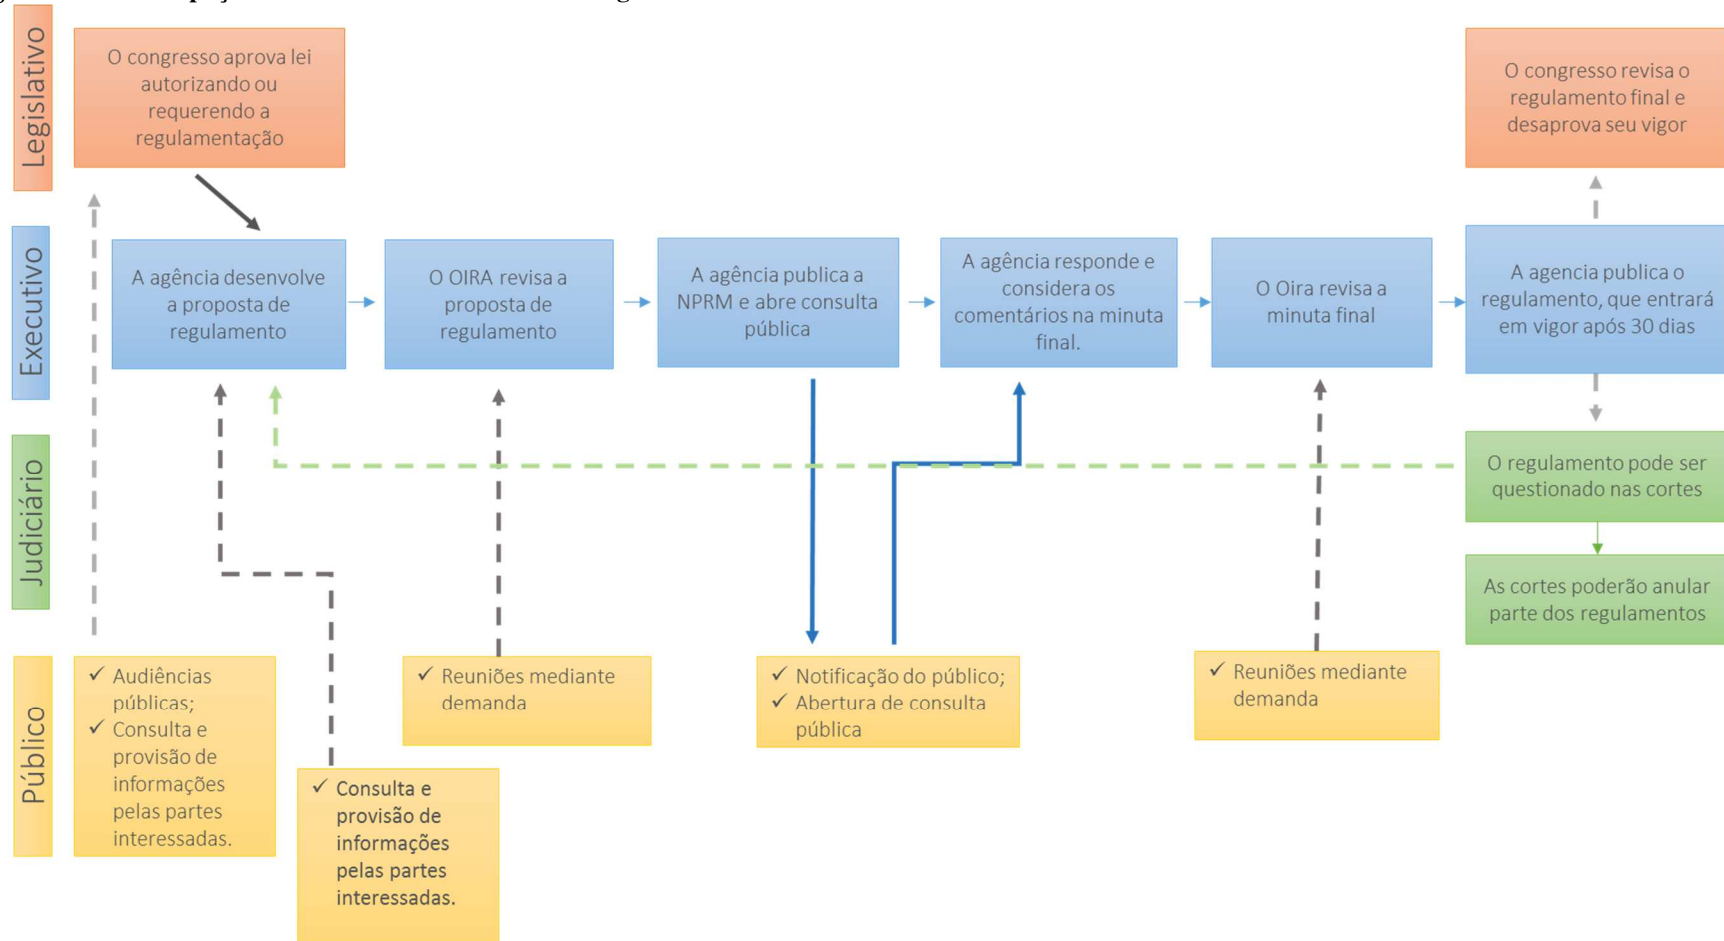 Legislativo
O congresso aprova lei
autorizando ou
requerendo a
regulamentação
O congresso revisa o
regulamento final e
desaprova seu vigor
Executivo
A agência desenvolve
a proposta de
regulamento
O OIRA revisa a
proposta de
regulamento
A agência publica a
NPRM e abre consulta
pública
A agência responde e
considera os
comentários na minuta
final.
O Oira revisa a
minuta final
A agencia publica o
regulamento, que entrará
em vigor após 30 dias
Judiciário
O regulamento pode ser
questionado nas cortes
As cortes poderão anular
parte dos regulamentos
Público
✓ Audiências
públicas;
✓ Consulta e
provisão de
informações
pelas partes
interessadas.
✓ Consulta e
provisão de
informações
pelas partes
interessadas.
✓ Reuniões mediante
demanda
✓ Notificação do público;
✓ Abertura de consulta
pública
✓ Reuniões mediante
demanda